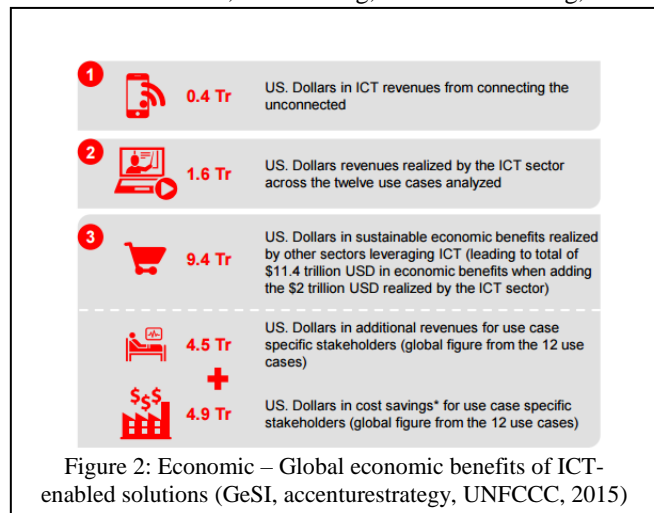 1
0.4 Tr
US. Dollars in ICT revenues from connecting the
unconnected
2
1.6 Tr
US. Dollars revenues realized by the ICT sector
across the twelve use cases analyzed
3
9.4 Tr
US. Dollars in sustainable economic benefits realized
by other sectors leveraging ICT (leading to total of
$11.4 trillion USD in economic benefits when adding
the $2 trillion USD realized by the ICT sector)
4.5 Tr
US. Dollars in additional revenues for use case
specific stakeholders (global figure from the 12 use
cases)
+
$$$
4.9 Tr
US. Dollars in cost savings* for use case specific
stakeholders (global figure from the 12 use cases)
Figure 2: Economic – Global economic benefits of ICT-
enabled solutions (GeSI, accenturestrategy, UNFCCC, 2015)